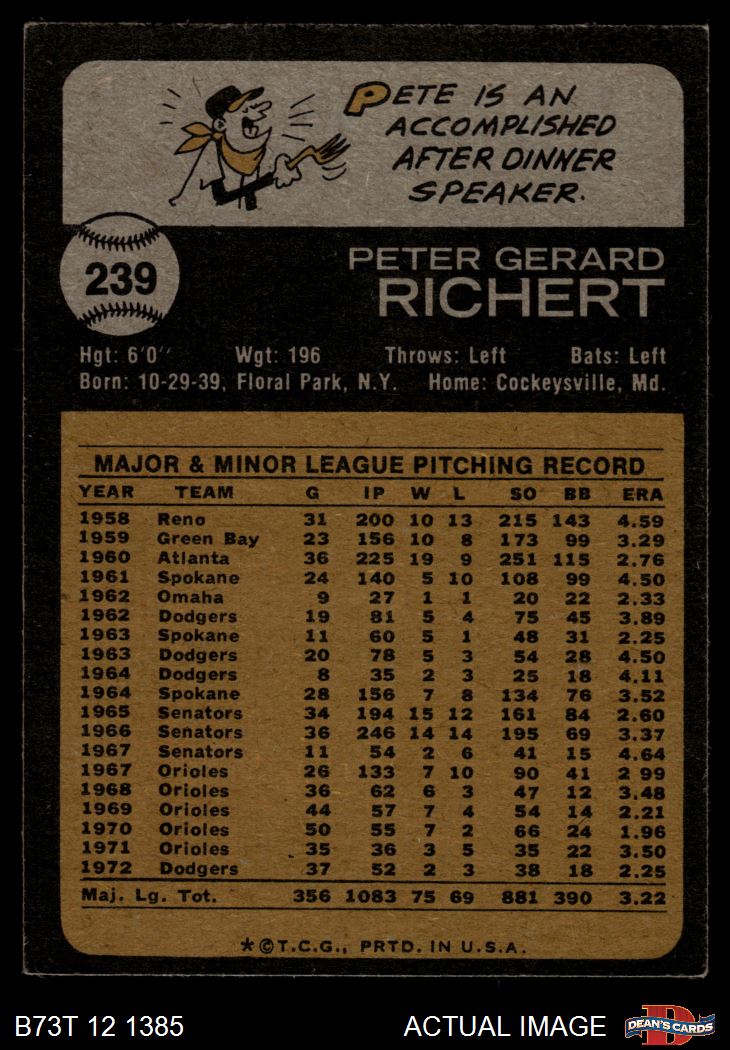 PETE IS AN
ACCOMPLISHED
AFTER DINNER
SPEAKER.
239
PETER GERARD
RICHERT
Hgt: 6'0" Wgt: 196 Throws: Left Bats: Left
Born: 10-29-39, Floral Park, N.Y. Home: Cockeysville, Md.
MAJOR & MINOR LEAGUE PITCHING RECORD
YEAR TEAM G IP W L SO BB ERA
1958 Reno 31 200 10 13 215 143 4.59
1959 Green Bay 23 156 10 8 173 99 3.29
1960 Atlanta 36 225 19 9 251 115 2.76
1961 Spokane 24 140 5 10 108 99 4.50
1962 Omaha 9 27 1 1 20 22 2.33
1962 Dodgers 19 81 5 4 75 45 3.89
1963 Spokane 11 60 5 1 48 31 2.25
1963 Dodgers 20 78 5 3 54 28 4.50
1964 Dodgers 8 35 2 3 25 18 4.11
1964 Spokane 28 156 7 8 134 76 3.52
1965 Senators 34 194 15 12 161 84 2.60
1966 Senators 36 246 14 14 195 69 3.37
1967 Senators 11 54 2 6 41 15 4.64
1967 Orioles 26 133 7 10 90 41 2 99
1968 Orioles 36 62 6 3 47 12 3.48
1969 Orioles 44 57 7 4 54 14 2.21
1970 Orioles 50 55 7 2 66 24 1.96
1971 Orioles 35 36 3 5 35 22 3.50
1972 Dodgers 37 52 2 3 38 18 2.25
Maj. Lg. Tot. 356 1083 75 69 881 390 3.22
*©T.C.G., PRTD. IN U.S.A.
B73T 12 1385 ACTUAL IMAGE
D
DEAN'S CARDS